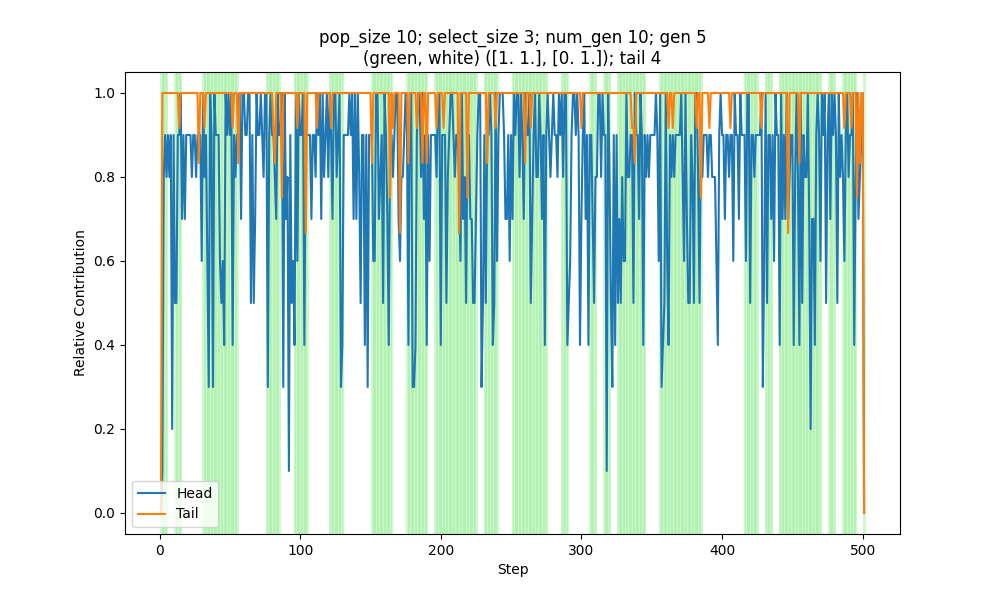 pop_size 10; select_size 3; num_gen 10; gen 5
(green, white) ([1. 1.], [0. 1.]); tail 4
1.0
0.8
0.6
0.4
0.2
0.0
Relative Contribution
Head
Tail
0
100
200
300
400
500
Step